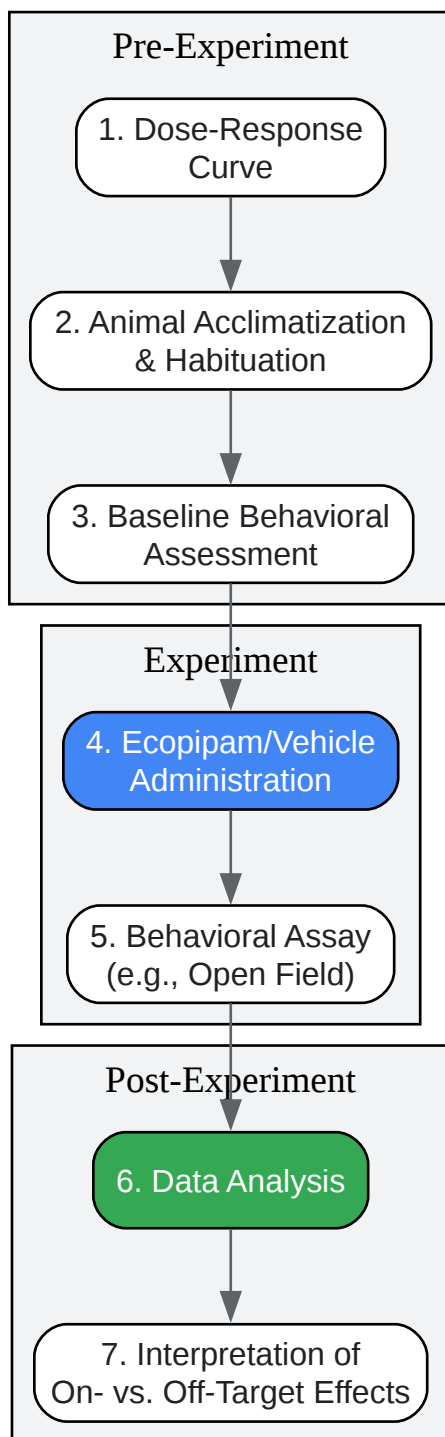 Pre-Experiment
1. Dose-Response
Curve
2. Animal Acclimatization
& Habituation
3. Baseline Behavioral
Assessment
Experiment
4. Ecopipam/Vehicle
Administration
5. Behavioral Assay
(e.g., Open Field)
Post-Experiment
6. Data Analysis
7. Interpretation of
On- vs. Off-Target Effects